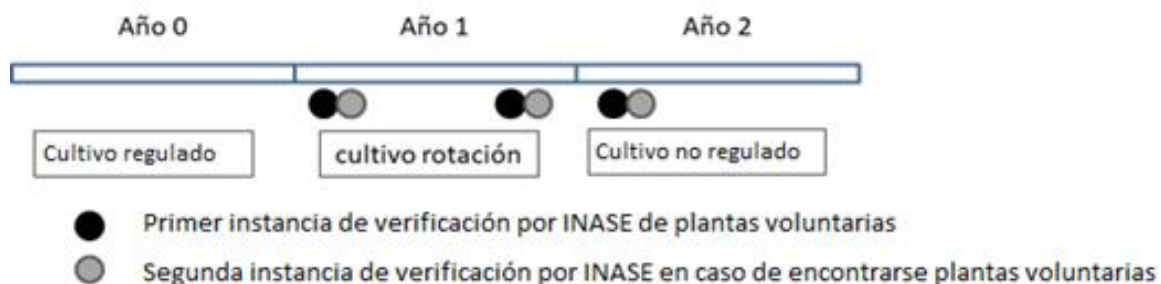 Año 0 Año 1 Año 2
Cultivo regulado cultivo rotación Cultivo no regulado
Primer instancia de verificación por INASE de plantas voluntarias
Segunda instancia de verificación por INASE en caso de encontrarse plantas voluntarias